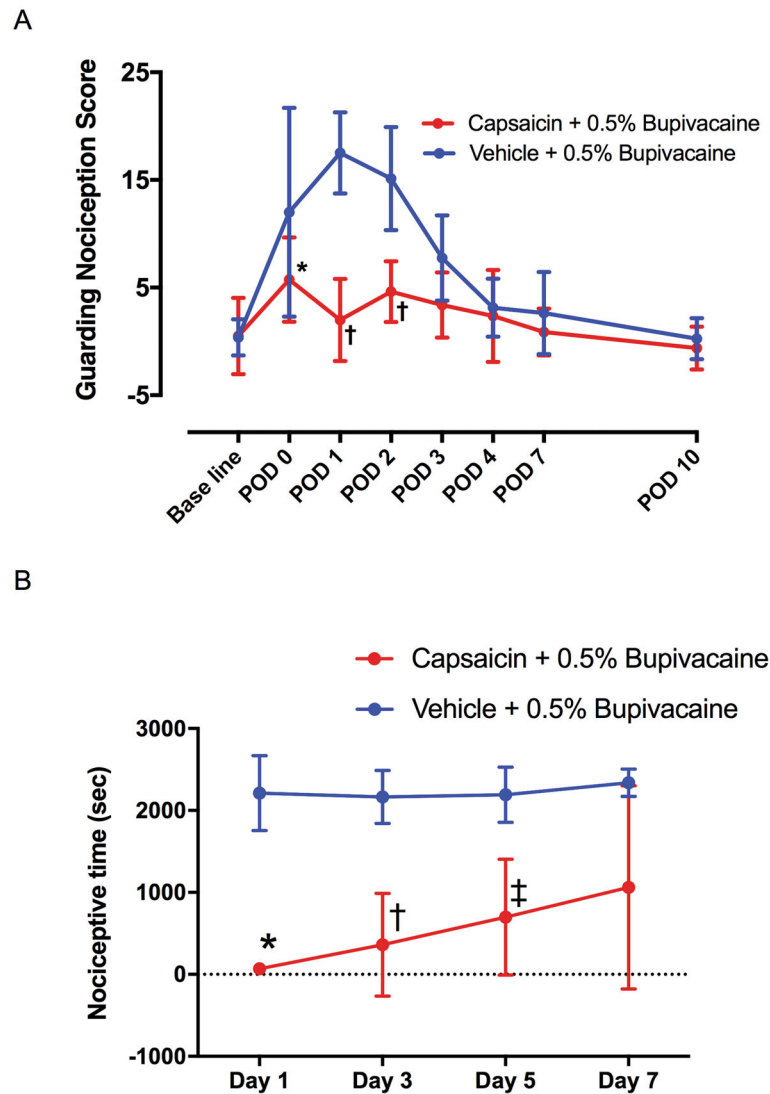 A
Guarding Nociception Score
25
15
5
-5
Capsaicin + 0.5% Bupivacaine
Vehicle + 0.5% Bupivacaine
*
†
†
Base line
POD 0
POD 1
POD 2
POD 3
POD 4
POD 7
POD 10
B
Capsaicin + 0.5% Bupivacaine
Vehicle + 0.5% Bupivacaine
Nociceptive time (sec)
3000
2000
1000
0
-1000
*
†
‡
Day 1
Day 3
Day 5
Day 7